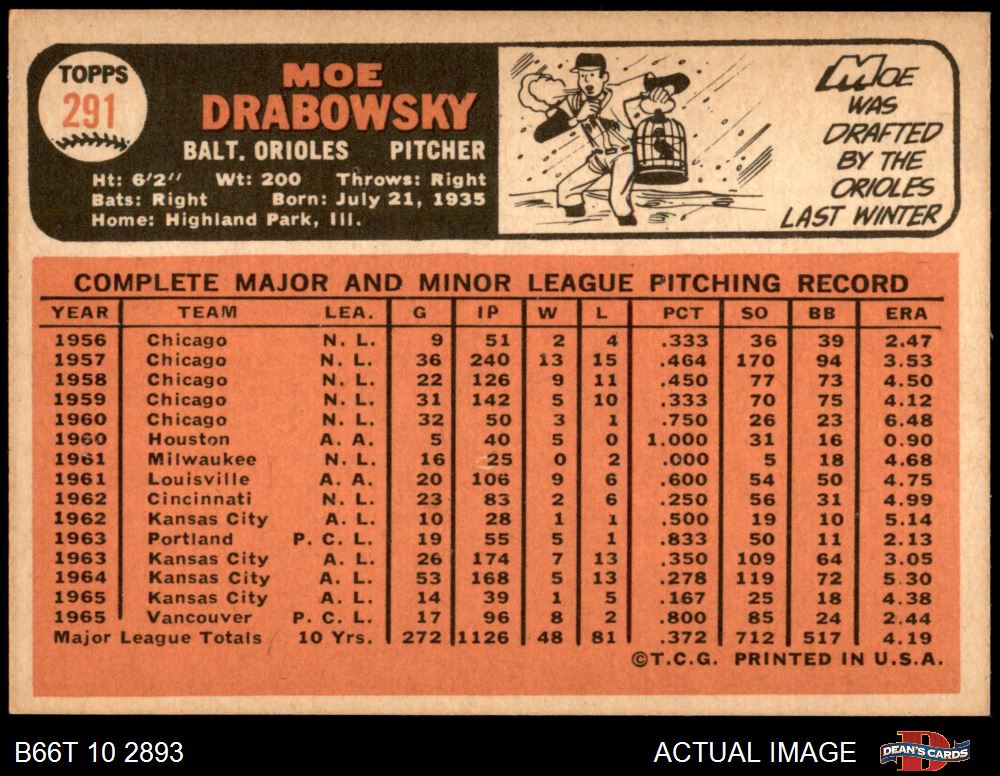 TOPPS
291
MOE
DRABOWSKY
BALT. ORIOLES PITCHER
Ht: 6'2" Wt: 200 Throws: Right
Bats: Right Born: July 21, 1935
Home: Highland Park, Ill.
MOE
WAS
DRAFTED
BY THE
ORIOLES
LAST WINTER
COMPLETE MAJOR AND MINOR LEAGUE PITCHING RECORD
YEAR TEAM LEA. G IP W L PCT SO BB ERA
1956 Chicago N. L. 9 51 2 4 .333 36 39 2.47
1957 Chicago N. L. 36 240 13 15 .464 170 94 3.53
1958 Chicago N. L. 22 126 9 11 .450 77 73 4.50
1959 Chicago N. L. 31 142 5 10 .333 70 75 4.12
1960 Chicago N. L. 32 50 3 1 .750 26 23 6.48
1960 Houston A. A. 5 40 5 0 1.000 31 16 0.90
1961 Milwaukee N. L. 16 25 0 2 .000 5 18 4.68
1961 Louisville A. A. 20 106 9 6 .600 54 50 4.75
1962 Cincinnati N. L. 23 83 2 6 .250 56 31 4.99
1962 Kansas City A. L. 10 28 1 1 .500 19 10 5.14
1963 Portland P. C. L. 19 55 5 1 .833 50 11 2.13
1963 Kansas City A. L. 26 174 7 13 .350 109 64 3.05
1964 Kansas City A. L. 53 168 5 13 .278 119 72 5.30
1965 Kansas City A. L. 14 39 1 5 .167 25 18 4.38
1965 Vancouver P. C. L. 17 96 8 2 .800 85 24 2.44
Major League Totals 10 Yrs. 272 1126 48 81 .372 712 517 4.19
©T.C.G. PRINTED IN U.S.A.
B66T 10 2893 ACTUAL IMAGE DEAN'S CARDS